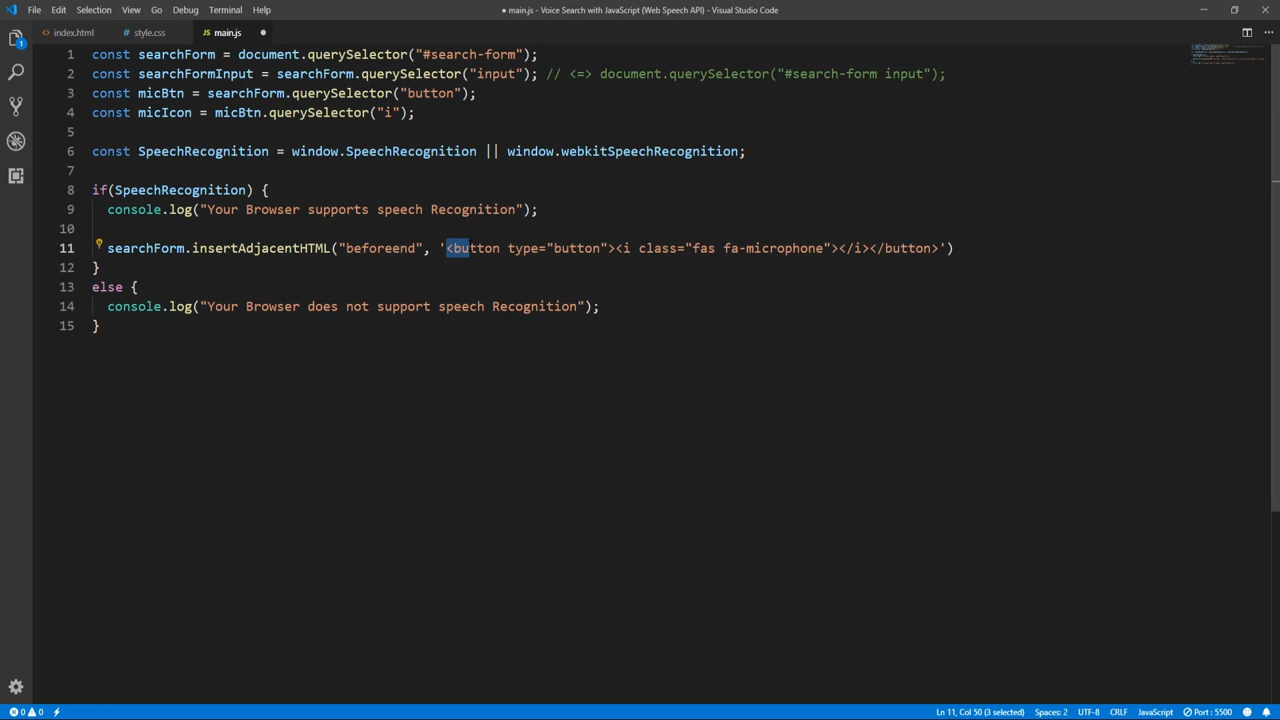 File Edit Selection View Go Debug Terminal Help
● main.js - Voice Search with JavaScript (Web Speech API) - Visual Studio Code
1
index.html
style.css
JS main.js
1 const searchForm = document.querySelector("#search-form");
2 const searchFormInput = searchForm.querySelector("input"); // <=> document.querySelector("#search-form input");
3 const micBtn = searchForm.querySelector("button");
4 const micIcon = micBtn.querySelector("i");
5
6 const SpeechRecognition = window.SpeechRecognition || window.webkitSpeechRecognition;
7
8 if(SpeechRecognition) {
9 console.log("Your Browser supports speech Recognition");
10
11 searchForm.insertAdjacentHTML("beforeend", '<button type="button"><i class="fas fa-microphone"></i></button>')
12 }
13 else {
14 console.log("Your Browser does not support speech Recognition");
15 }
0 0
Ln 11, Col 50 (3 selected) Spaces: 2 UTF-8 CRLF JavaScript Port : 5500